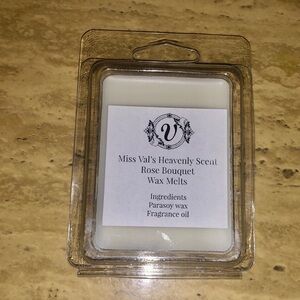 V
Miss Val's Heavenly Scent
Rose Bouquet
Wax Melts
Ingredients
Parasoy wax
Fragrance oil